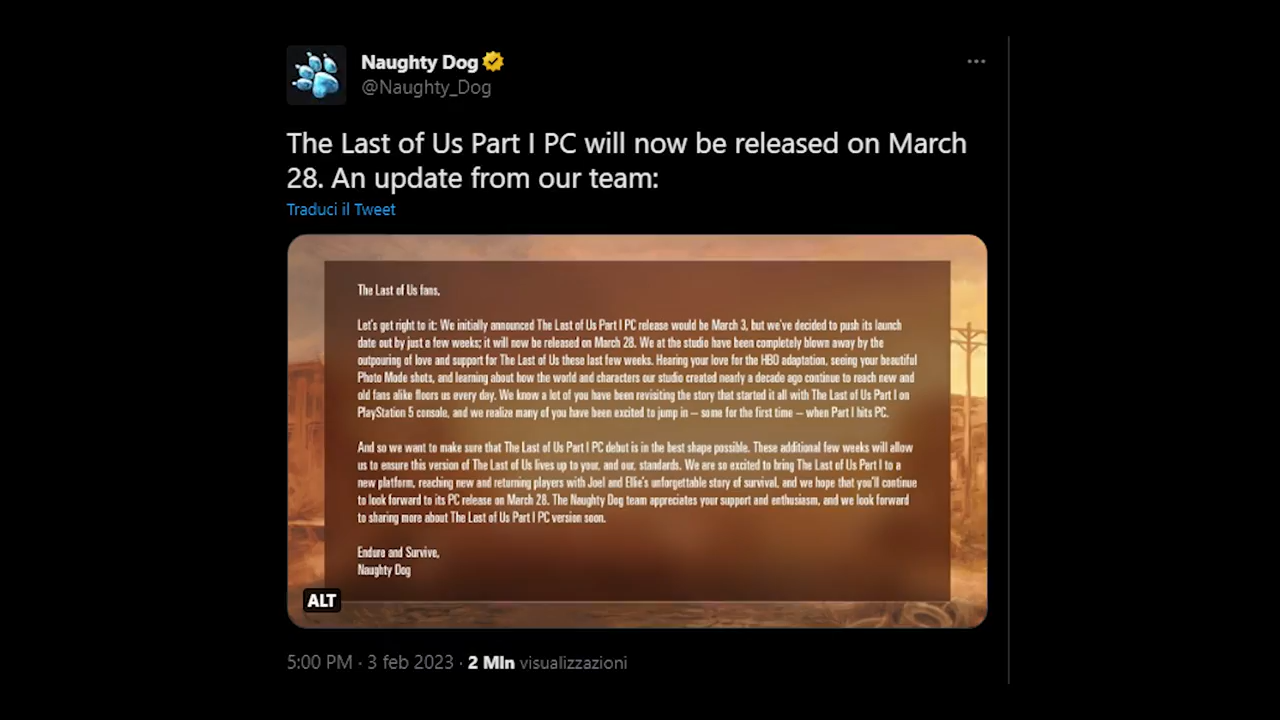 Naughty Dog
@Naughty_Dog
The Last of Us Part I PC will now be released on March
28. An update from our team:
Traduci il Tweet
The Last of Us fans,
Let's get right to it: We initially announced The Last of Us Part I PC release would be March 3, but we've decided to push its launch
date out by just a few weeks; it will now be released on March 28. We at the studio have been completely blown away by the
outpouring of love and support for The Last of Us these last few weeks. Hearing your love for the HBO adaptation, seeing your beautiful
Photo Mode shots, and learning about how the world and characters our studio created nearly a decade ago continue to reach new and
old fans alike floors us every day. We know a lot of you have been revisiting the story that started it all with The Last of Us Part I on
PlayStation 5 console, and we realize many of you have been excited to jump in – some for the first time – when Part I hits PC.
And so we want to make sure that The Last of Us Part I PC debut is in the best shape possible. These additional few weeks will allow
us to ensure this version of The Last of Us lives up to your, and our, standards. We are so excited to bring The Last of Us Part I to a
new platform, reaching new and returning players with Joel and Ellie's unforgettable story of survival, and we hope that you'll continue
to look forward to its PC release on March 28. The Naughty Dog team appreciates your support and enthusiasm, and we look forward
to sharing more about The Last of Us Part I PC version soon.
Endure and Survive,
Naughty Dog
ALT
5:00 PM · 3 feb 2023 · 2 Mln visualizzazioni